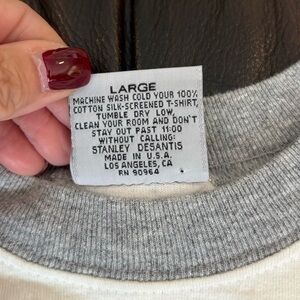 LARGE
MACHINE WASH COLD YOUR 100%
COTTON SILK-SCREENED T-SHIRT,
TUMBLE DRY LOW,
CLEAN YOUR ROOM AND DON'T
STAY OUT PAST 11:00
WITHOUT CALLING:
STANLEY DESANTIS
MADE IN U.S.A.
LOS ANGELES, CA
RN 90964